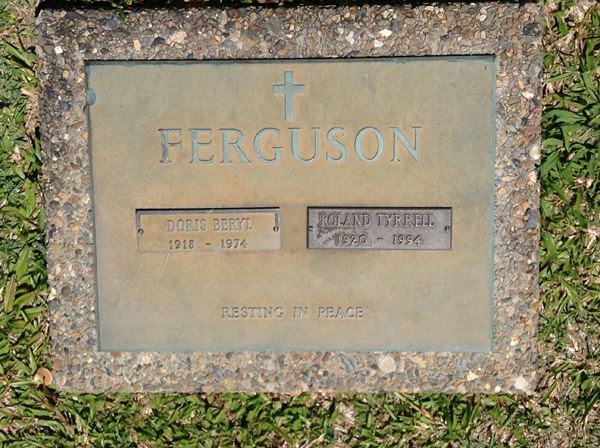 FERGUSON
DORIS BERYL
1918 - 1974
ROLAND TYRRELL
1920 - 1994
RESTING IN PEACE